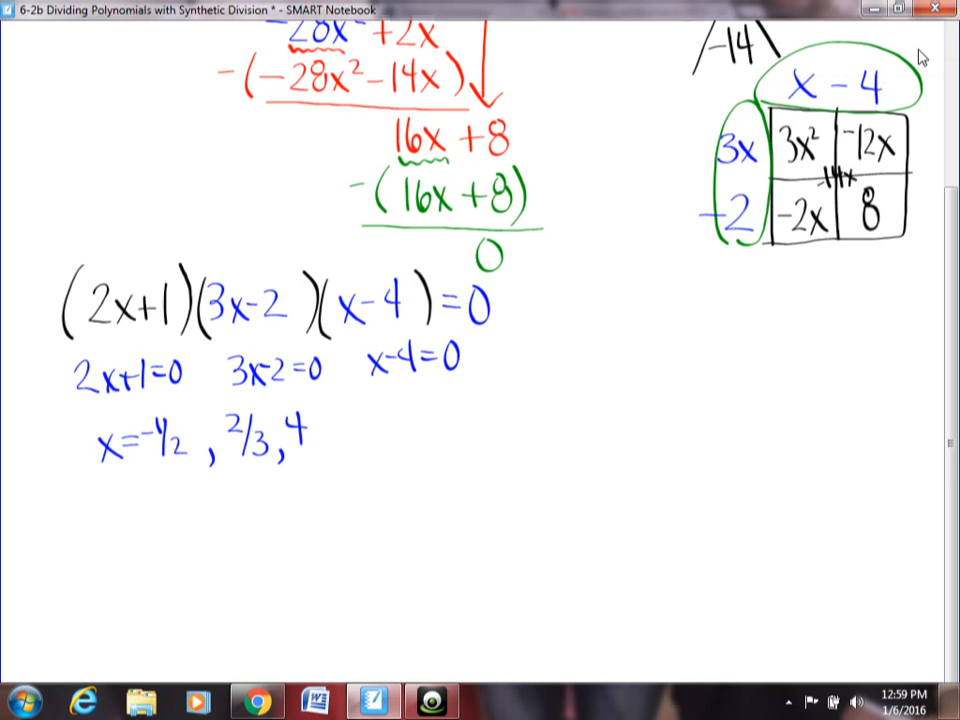 6-2b Dividing Polynomials with Synthetic Division * - SMART Notebook
-28x² +2x
-(-28x² -14x)
16x +8
-(16x +8)
0
-14
x - 4
3x 3x² -12x
-14x
-2 -2x 8
(2x+1)(3x-2)(x-4)=0
2x+1=0 3x-2=0 x-4=0
x=-1/2, 2/3, 4
12:59 PM
1/6/2016